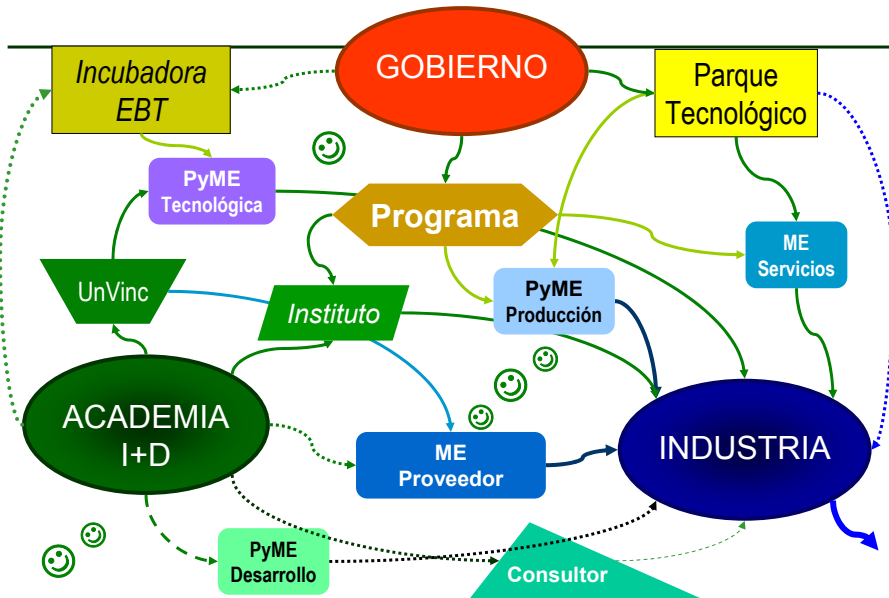 Incubadora
EBT
GOBIERNO
Parque
Tecnológico
PyME
Tecnológica
Programa
ME
Servicios
UnVinc
Instituto
PyME
Producción
ACADEMIA
I+D
ME
Proveedor
INDUSTRIA
PyME
Desarrollo
Consultor